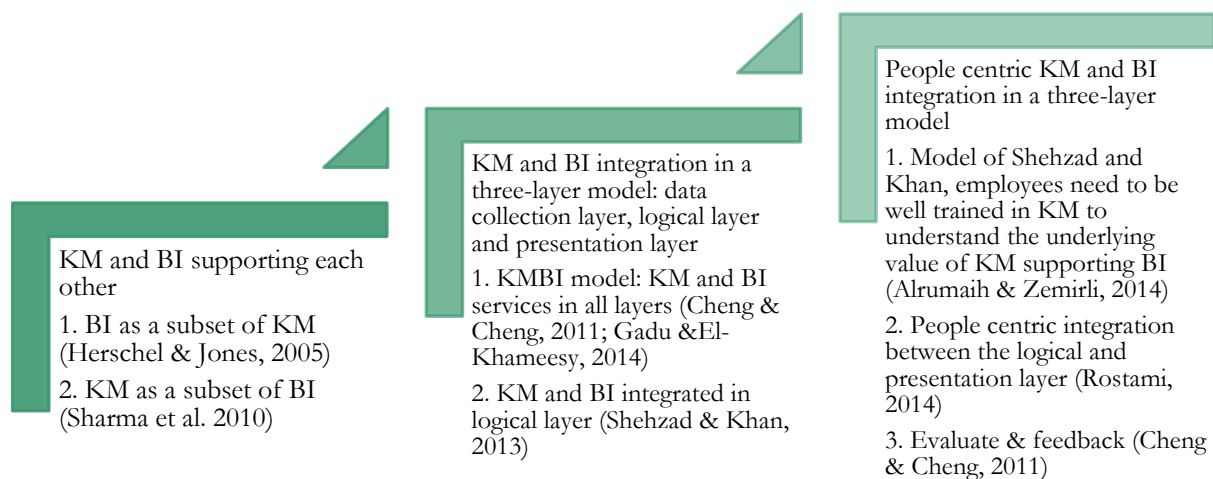 KM and BI supporting each
other
1. BI as a subset of KM
(Herschel & Jones, 2005)
2. KM as a subset of BI
(Sharma et al. 2010)
KM and BI integration in a
three-layer model: data
collection layer, logical layer
and presentation layer
1. KMBI model: KM and BI
services in all layers (Cheng &
Cheng, 2011; Gadu &El-
Khameesy, 2014)
2. KM and BI integrated in
logical layer (Shehzad & Khan,
2013)
People centric KM and BI
integration in a three-layer
model
1. Model of Shehzad and
Khan, employees need to be
well trained in KM to
understand the underlying
value of KM supporting BI
(Alrumaih & Zemirli, 2014)
2. People centric integration
between the logical and
presentation layer (Rostami,
2014)
3. Evaluate & feedback (Cheng
& Cheng, 2011)